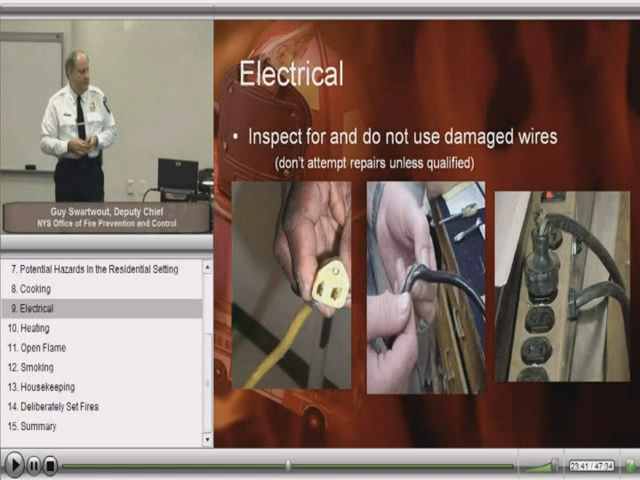 Electrical
• Inspect for and do not use damaged wires
(don't attempt repairs unless qualified)
Guy Swartwout, Deputy Chief
NYS Office of Fire Prevention and Control
7. Potential Hazards in the Residential Setting
8. Cooking
9. Electrical
10. Heating
11. Open Flame
12. Smoking
13. Housekeeping
14. Deliberately Set Fires
15. Summary
23:41 / 47:34